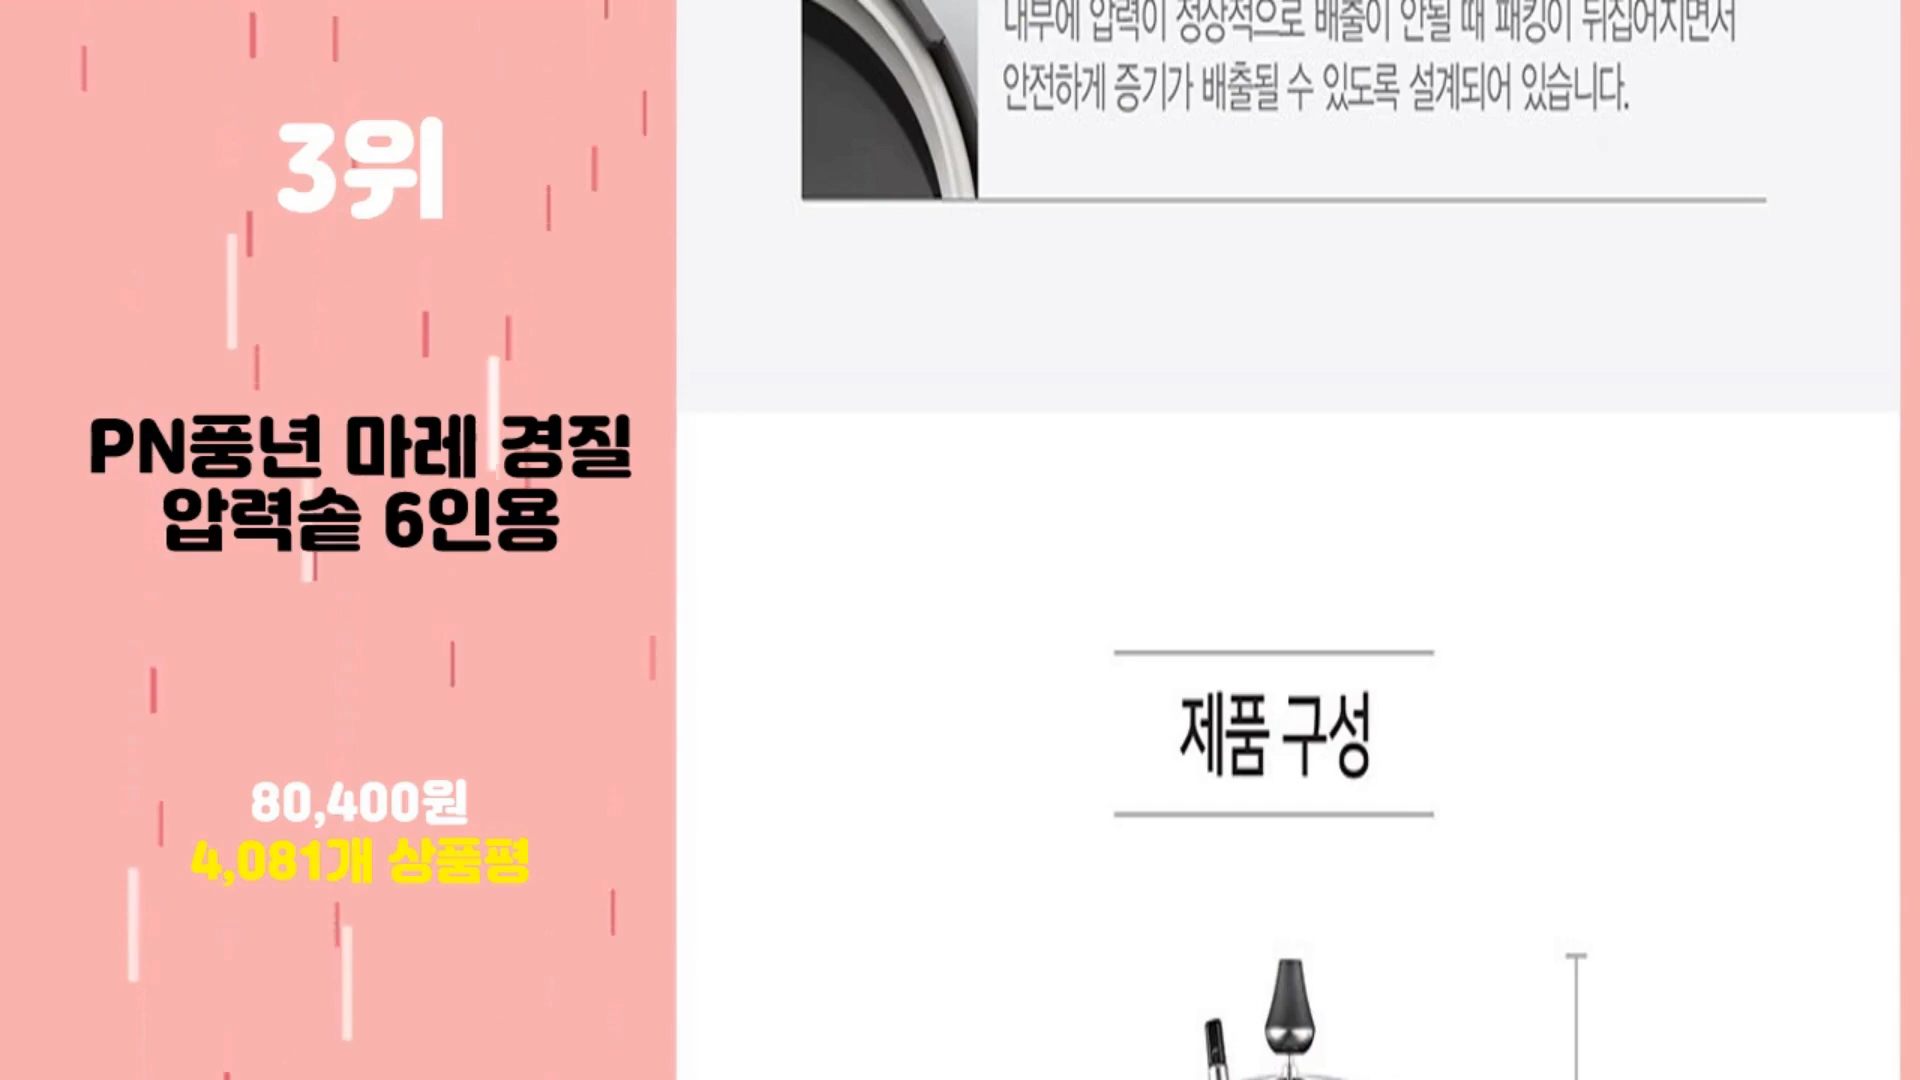 3위
PN풍년 마레 경질
압력솥 6인용
80,400원
4,081개 상품평
내부에 압력이 정상적으로 배출이 안될 때 패킹이 뒤집어지면서
안전하게 증기가 배출될 수 있도록 설계되어 있습니다.
제품 구성